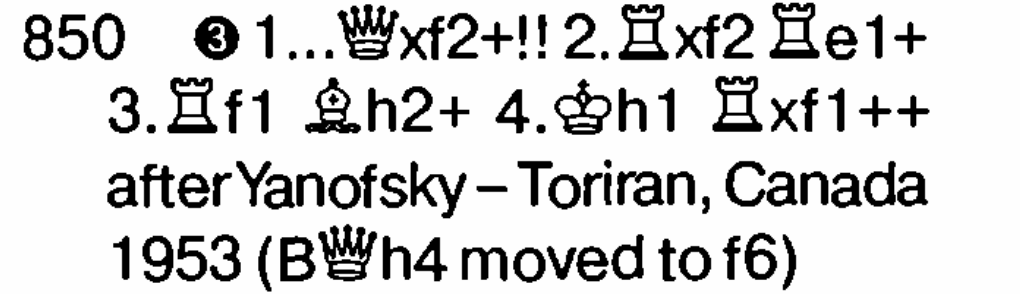 850 ❸ 1...♕xf2+!! 2.♖xf2 ♖e1+
3.♖f1 ♗h2+ 4.♔h1 ♖xf1++
after Yanofsky – Toriran, Canada
1953 (B♕h4 moved to f6)